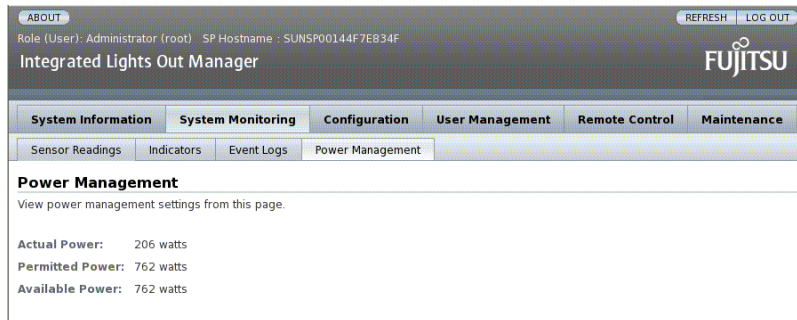 ABOUT REFRESH LOG OUT
Role (User): Administrator (root) SP Hostname : SUNSP00144F7E834F
Integrated Lights Out Manager
FUJITSU
System Information System Monitoring Configuration User Management Remote Control Maintenance
Sensor Readings Indicators Event Logs Power Management
Power Management
View power management settings from this page.
Actual Power: 206 watts
Permitted Power: 762 watts
Available Power: 762 watts